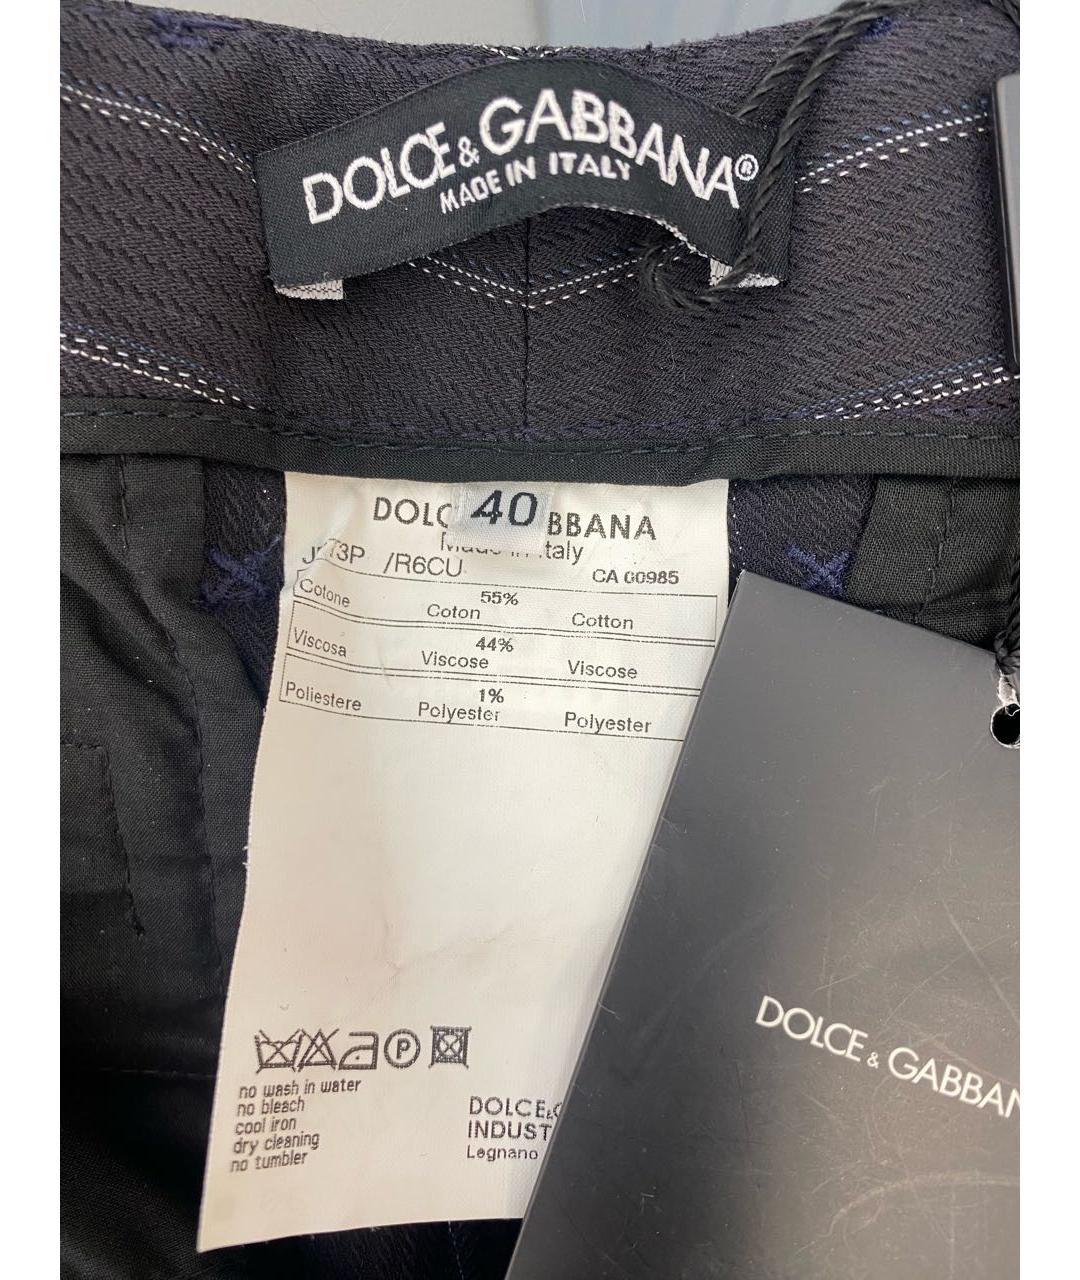 DOLCE & GABBANA®
MADE IN ITALY
40
DOLC BBANA
Made in Italy
/R6CU
CA 00985
55%
Cotone Coton Cotton
44%
Viscosa Viscose Viscose
1%
Poliestere Polyester Polyester
P
no wash in water
no bleach
cool iron
dry cleaning
no tumbler
DOLCE&G
INDUST
Legnano
DOLCE & GABBAN